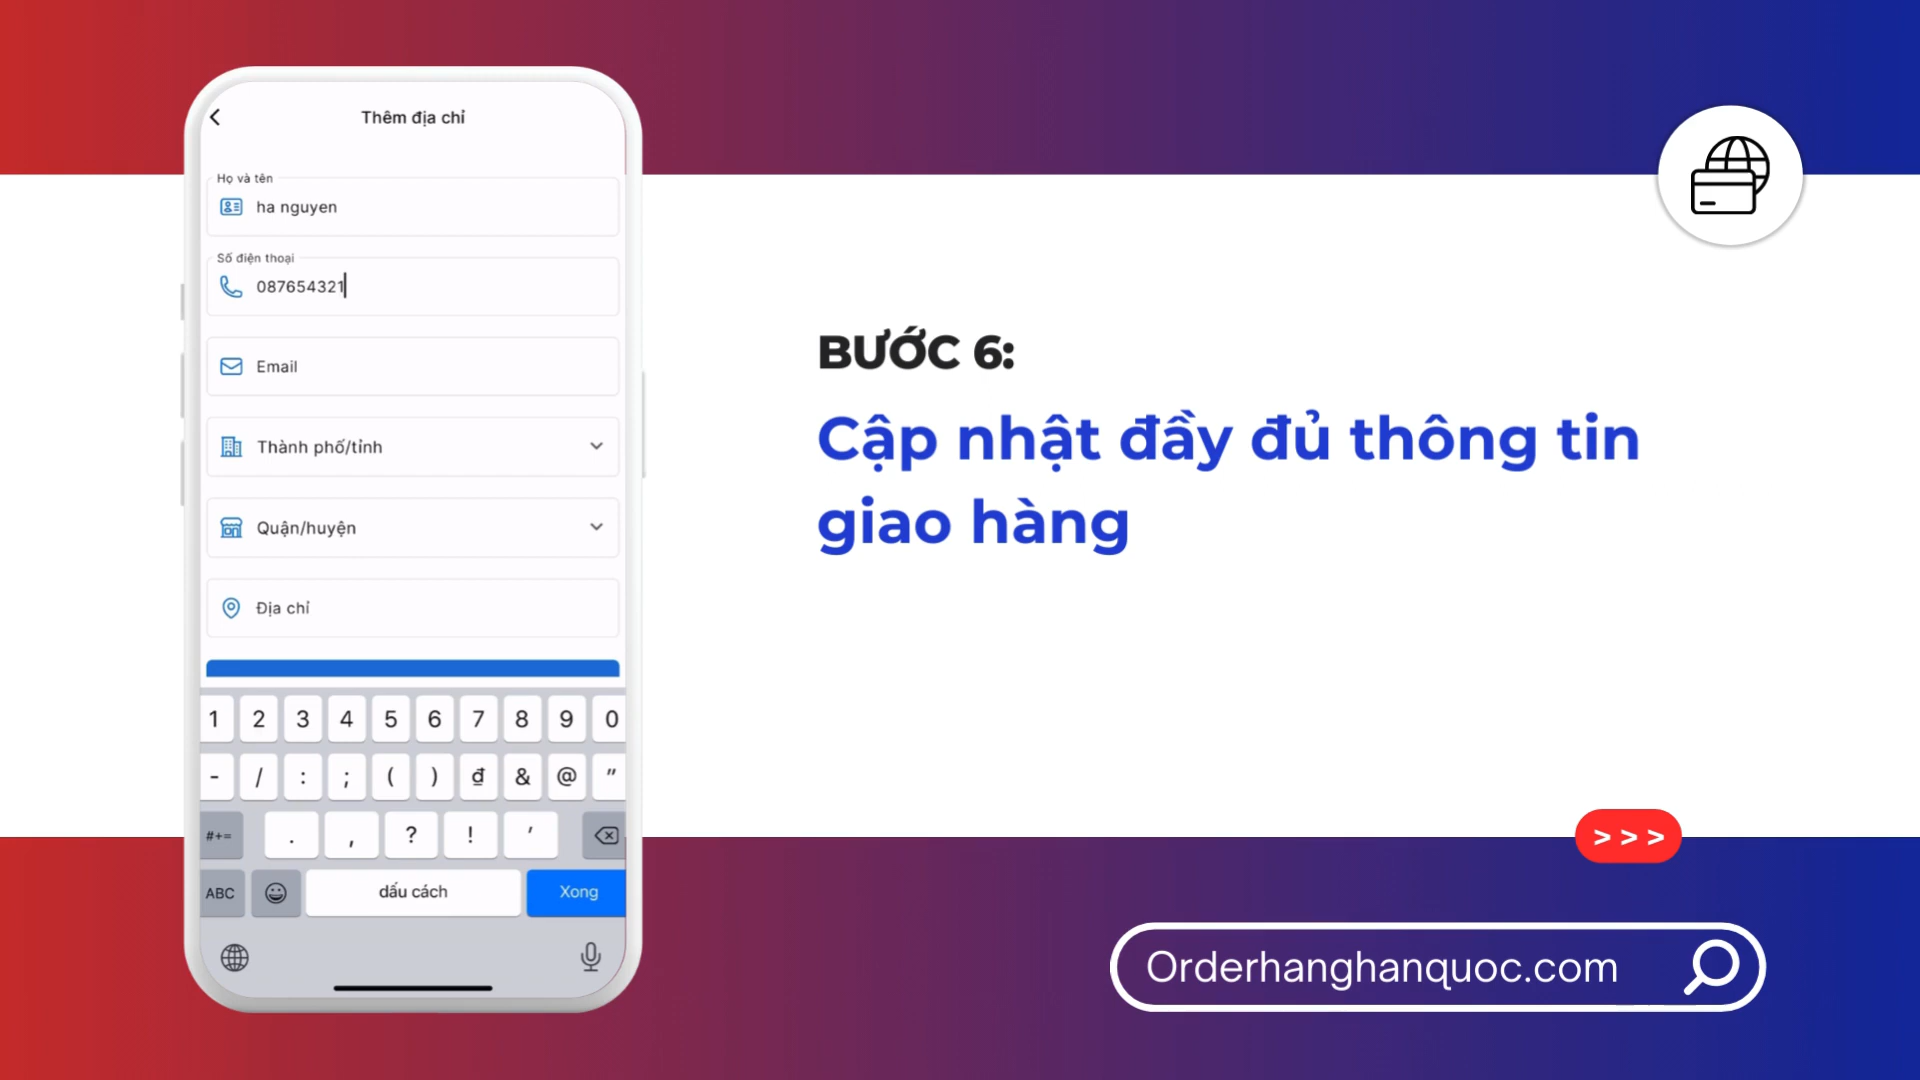 Thêm địa chỉ
Họ và tên
ha nguyen
Số điện thoại
087654321
Email
Thành phố/tỉnh
Quận/huyện
Địa chỉ
1 2 3 4 5 6 7 8 9 0
- / : ; ( ) đ & @ "
#+= . , ? ! '
ABC dấu cách Xong
BƯỚC 6:
Cập nhật đầy đủ thông tin
giao hàng
> > >
Orderhanghanquoc.com